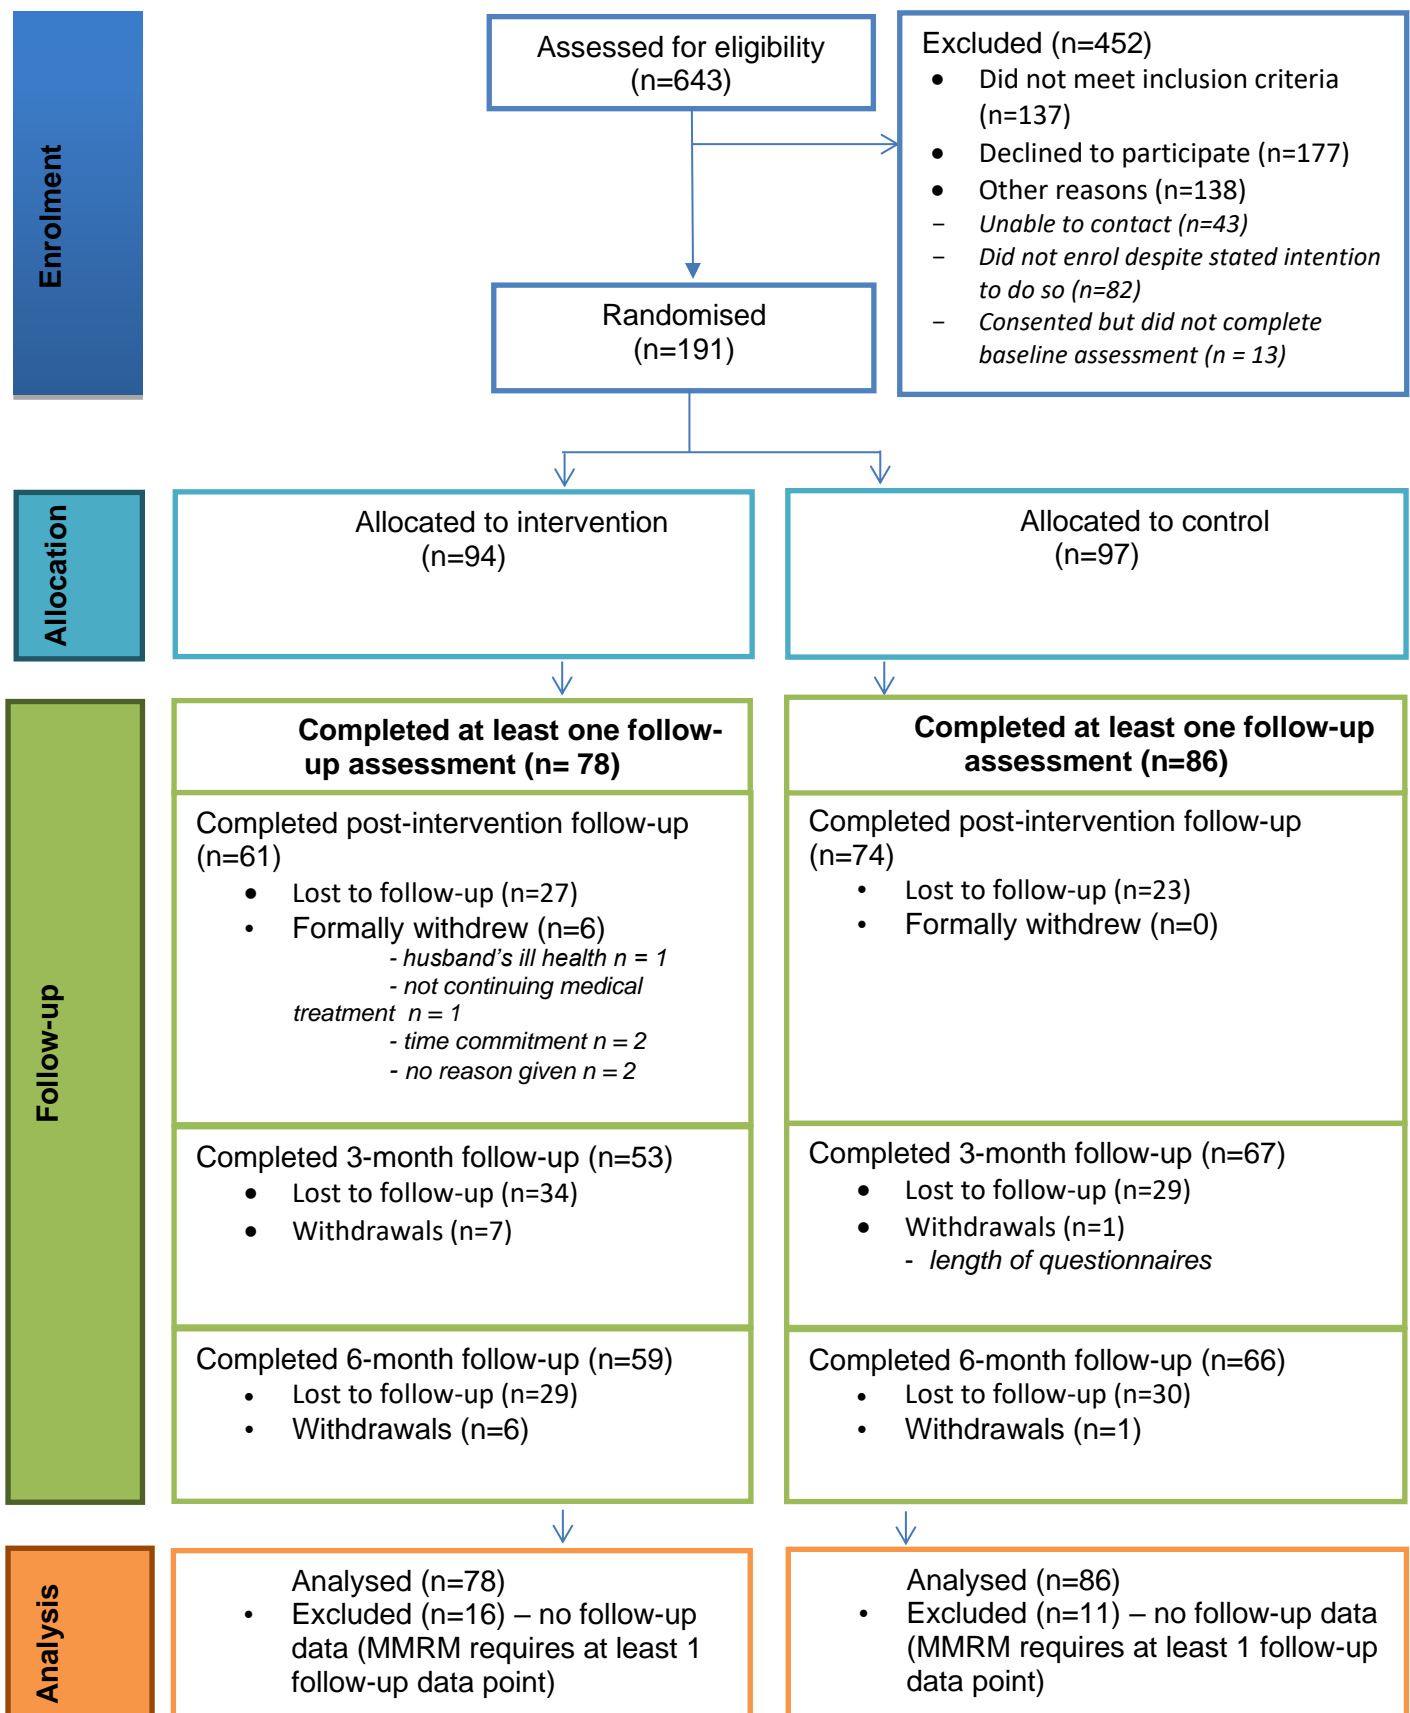 Enrolment
Assessed for eligibility
(n=643)
Excluded (n=452)
• Did not meet inclusion criteria
(n=137)
• Declined to participate (n=177)
• Other reasons (n=138)
− Unable to contact (n=43)
− Did not enrol despite stated intention
to do so (n=82)
− Consented but did not complete
baseline assessment (n = 13)
Randomised
(n=191)
Allocation
Allocated to intervention
(n=94)
Allocated to control
(n=97)
Follow-up
Completed at least one follow-
up assessment (n= 78)
Completed post-intervention follow-up
(n=61)
• Lost to follow-up (n=27)
• Formally withdrew (n=6)
- husband’s ill health n = 1
- not continuing medical
treatment n = 1
- time commitment n = 2
- no reason given n = 2
Completed 3-month follow-up (n=53)
• Lost to follow-up (n=34)
• Withdrawals (n=7)
Completed 6-month follow-up (n=59)
• Lost to follow-up (n=29)
• Withdrawals (n=6)
Completed at least one follow-up
assessment (n=86)
Completed post-intervention follow-up
(n=74)
• Lost to follow-up (n=23)
• Formally withdrew (n=0)
Completed 3-month follow-up (n=67)
• Lost to follow-up (n=29)
• Withdrawals (n=1)
- length of questionnaires
Completed 6-month follow-up (n=66)
• Lost to follow-up (n=30)
• Withdrawals (n=1)
Analysis
Analysed (n=78)
• Excluded (n=16) – no follow-up
data (MMRM requires at least 1
follow-up data point)
Analysed (n=86)
• Excluded (n=11) – no follow-up data
(MMRM requires at least 1 follow-up
data point)